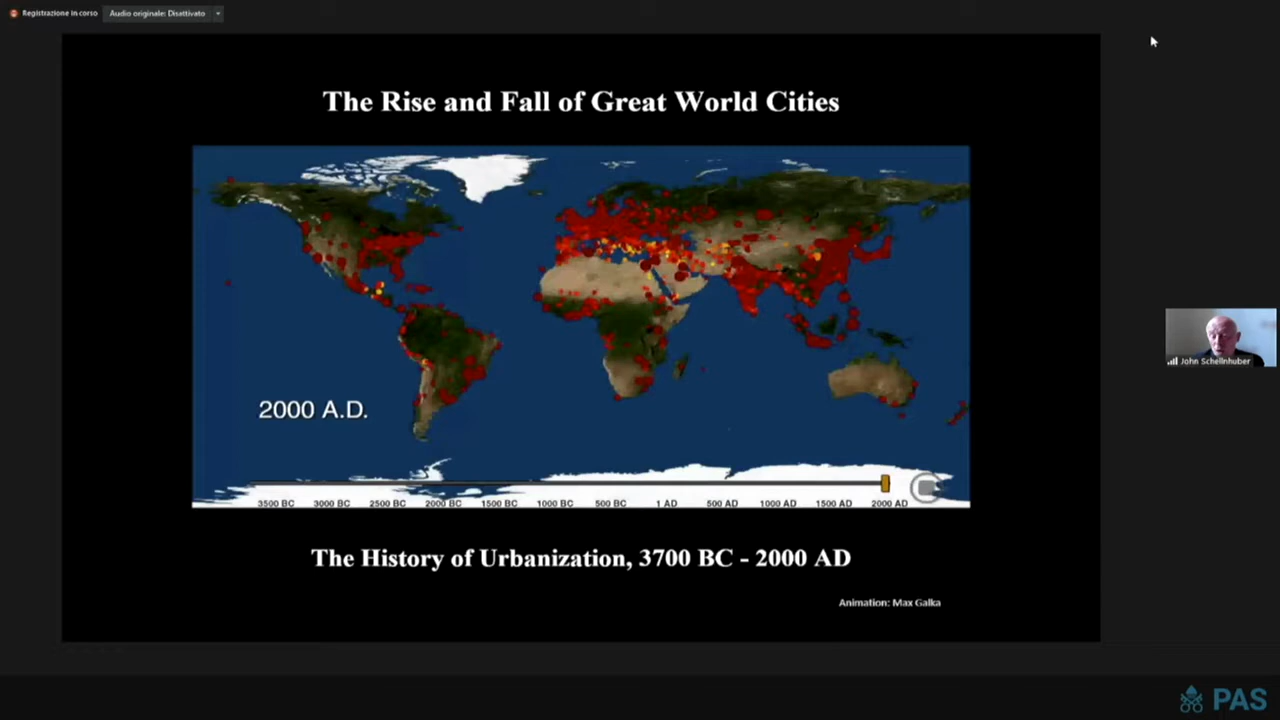 Registrazione in corso
Audio originale: Disattivato
The Rise and Fall of Great World Cities
2000 A.D.
3500 BC 3000 BC 2500 BC 2000 BC 1500 BC 1000 BC 500 BC 1 AD 500 AD 1000 AD 1500 AD 2000 AD
The History of Urbanization, 3700 BC - 2000 AD
Animation: Max Galka
John Schellnhuber
PAS